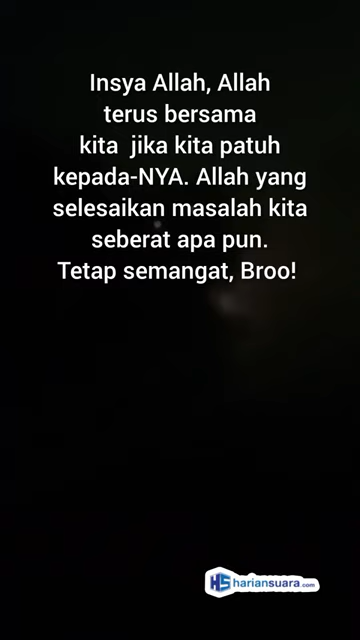 Insya Allah, Allah
terus bersama
kita  jika kita patuh
kepada-NYA. Allah yang
selesaikan masalah kita
seberat apa pun.
Tetap semangat, Broo!
HS hariansuara.com